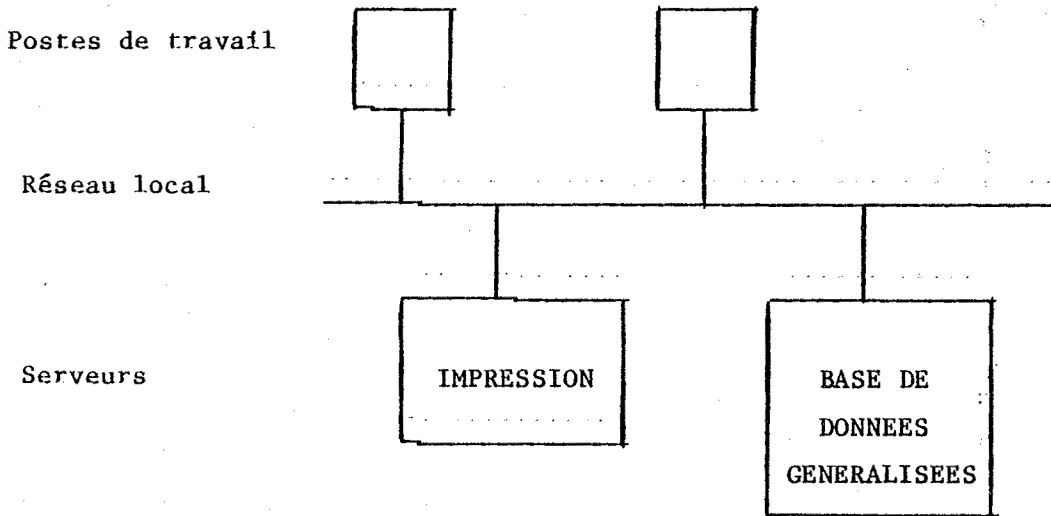 Postes de travail
Réseau local
Serveurs
IMPRESSION
BASE DE
DONNEES
GENERALISEES